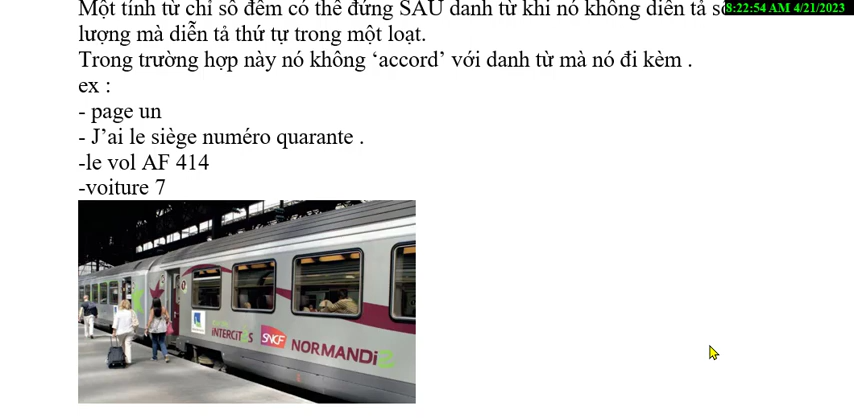 Một tính từ chỉ số đếm có thể đứng SAU danh từ khi nó không diễn tả số
8:22:54 AM 4/21/2023
lượng mà diễn tả thứ tự trong một loạt.
Trong trường hợp này nó không ‘accord’ với danh từ mà nó đi kèm .
ex :
- page un
- J’ai le siège numéro quarante .
-le vol AF 414
-voiture 7
iNTERCiTéS SNCF NORMANDiE